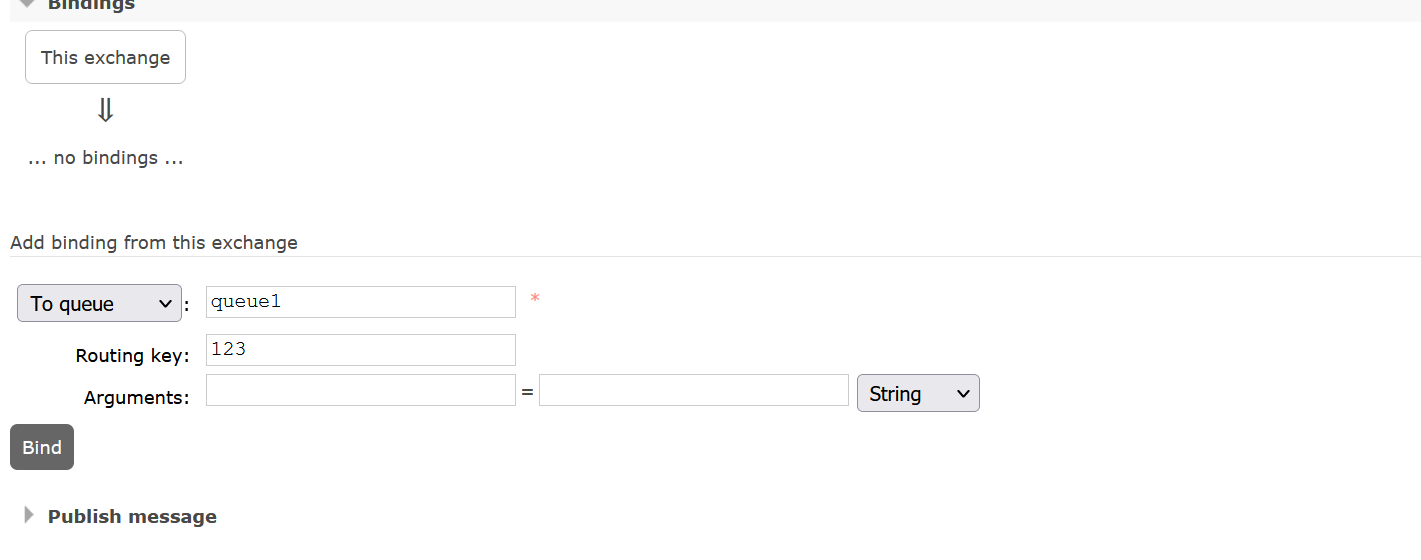 Bindings
This exchange
⇓
... no bindings ...
Add binding from this exchange
To queue : queue1 *
Routing key: 123
Arguments: = String
Bind
Publish message